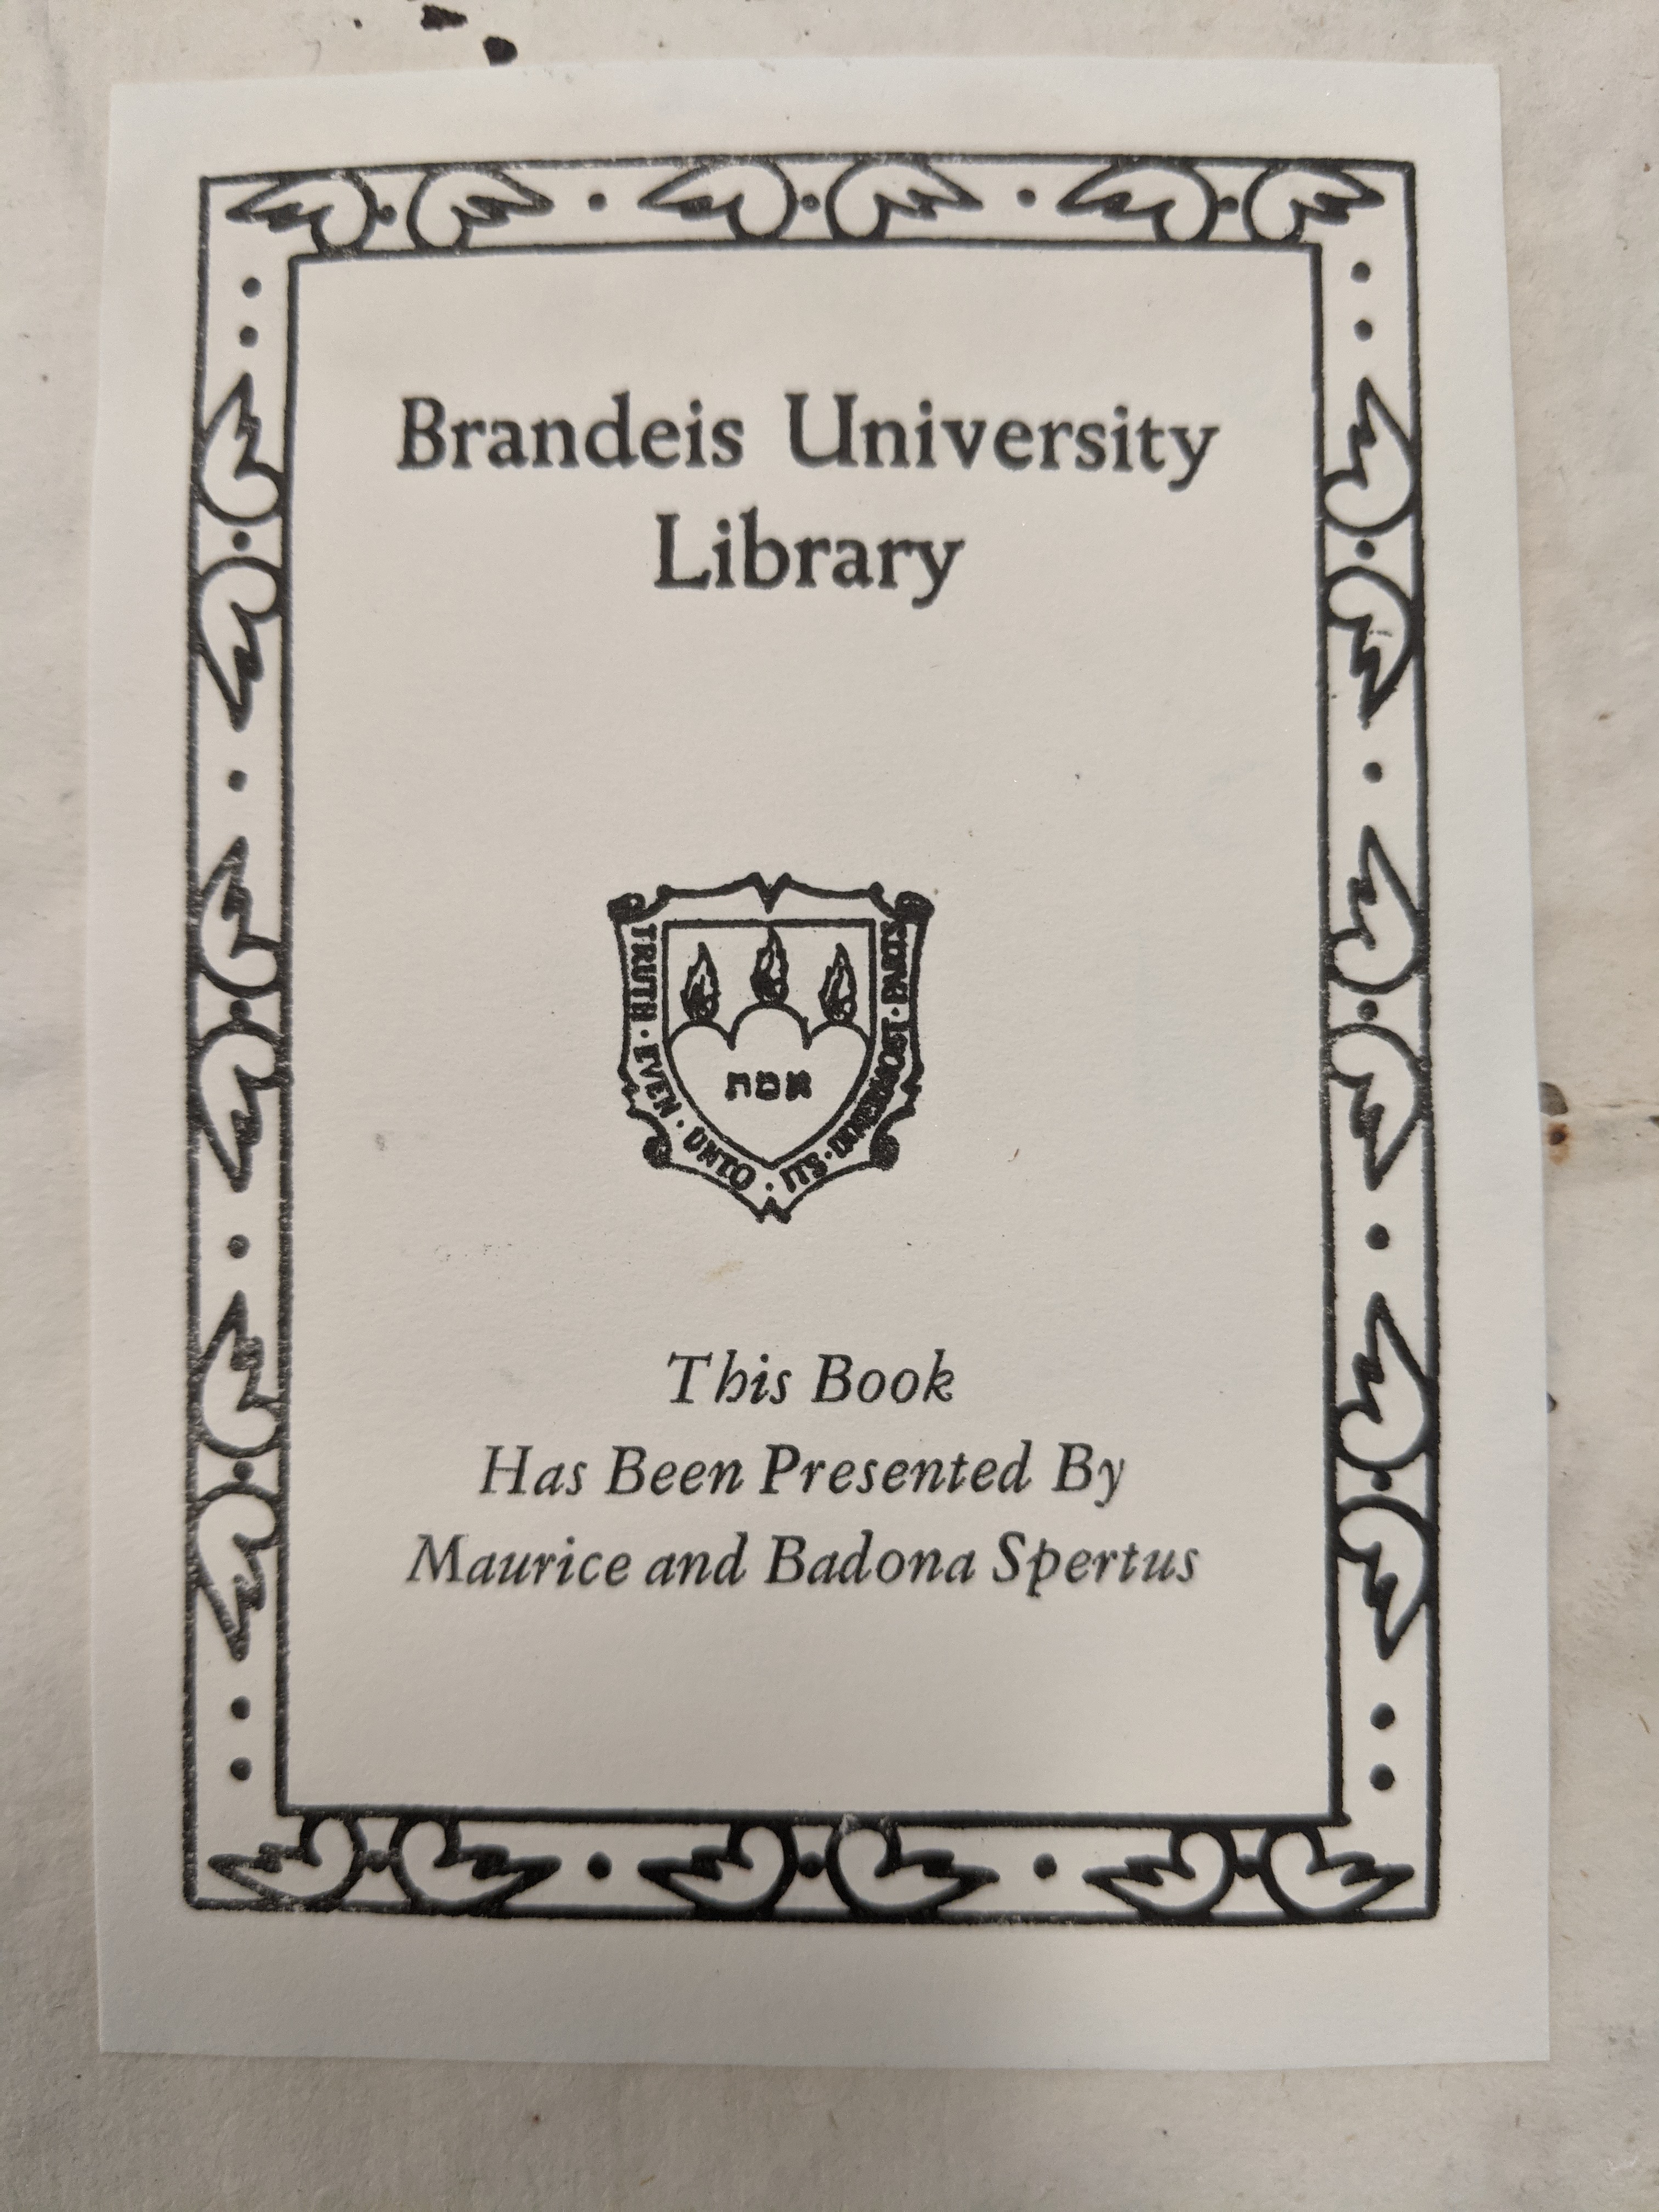 Brandeis University
Library
TRUTH · EVEN · UNTO · ITS · INNERMOST · PARTS
אמת
This Book
Has Been Presented By
Maurice and Badona Spertus